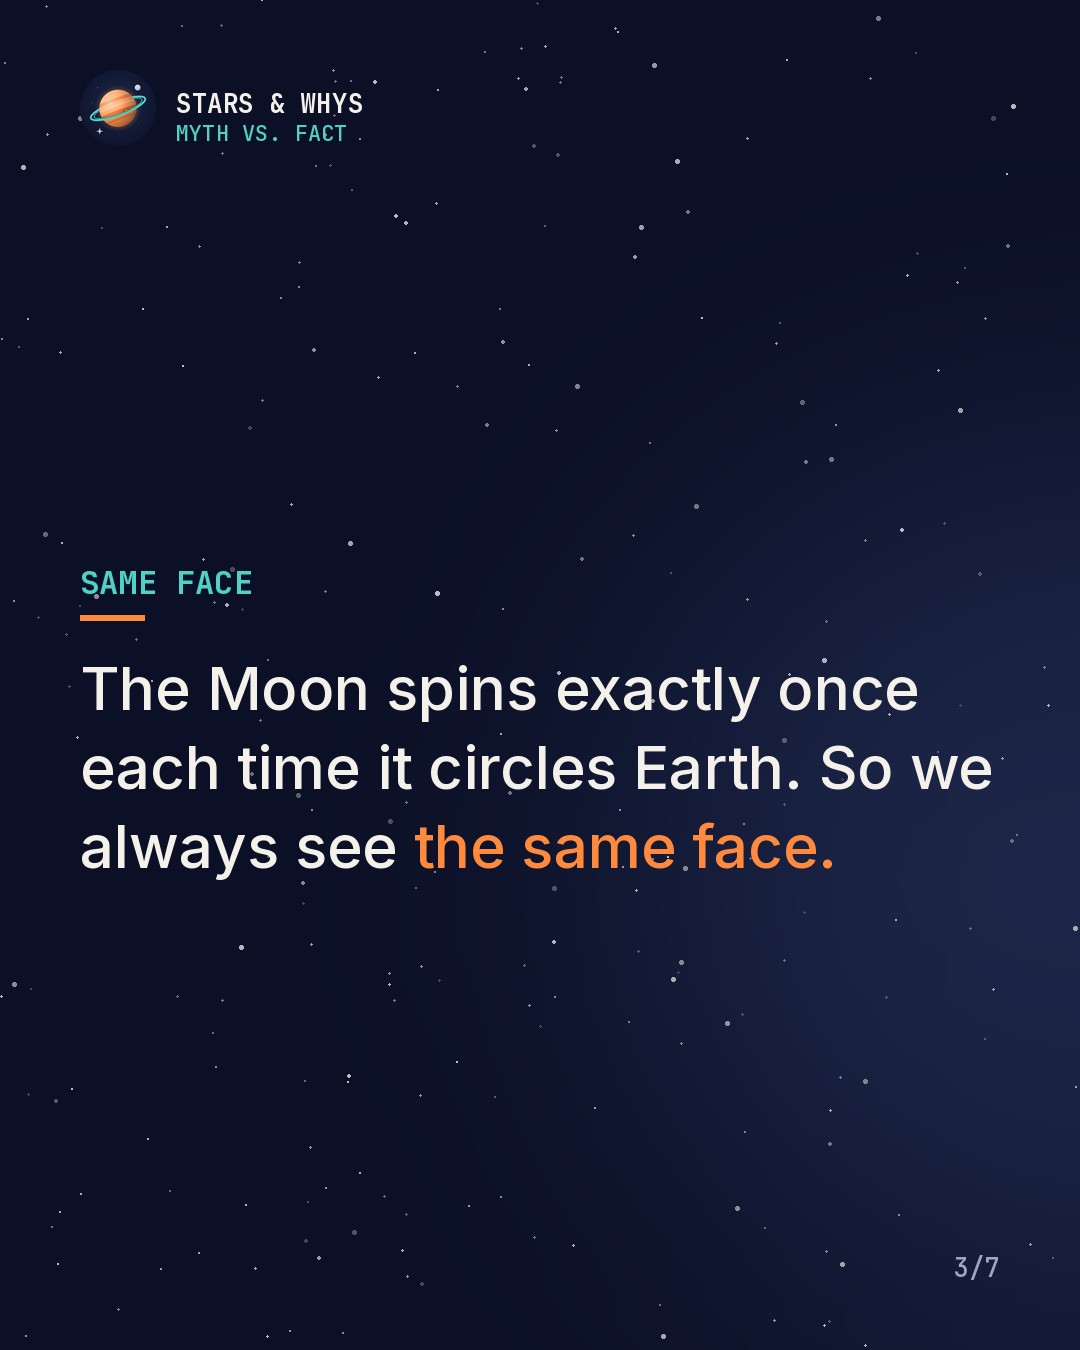 STARS & WHYS
MYTH VS. FACT
SAME FACE
The Moon spins exactly once
each time it circles Earth. So we
always see the same face.
3/7